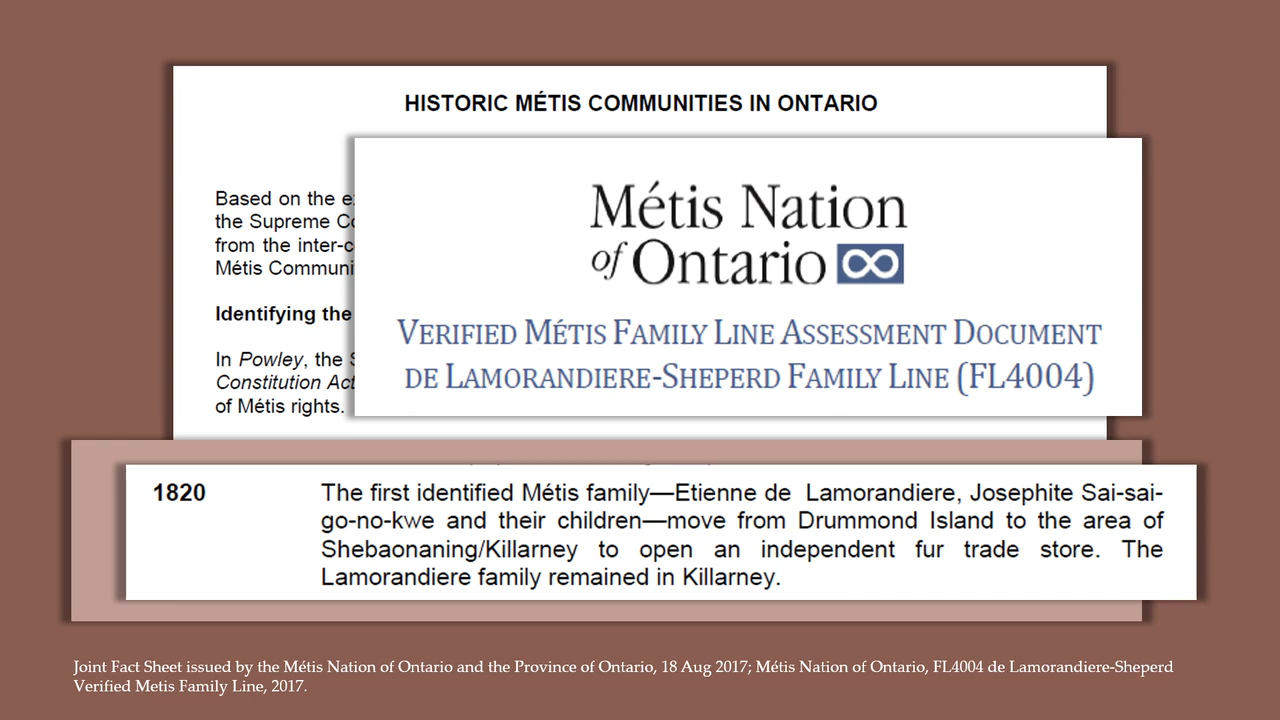 HISTORIC MÉTIS COMMUNITIES IN ONTARIO
Based on the
the Supreme
from the
Métis
Identifying the
In Powley, the
Constitution Act
of Métis rights.
Métis Nation
of Ontario
VERIFIED MÉTIS FAMILY LINE ASSESSMENT DOCUMENT
DE LAMORANDIERE-SHEPERD FAMILY LINE (FL4004)
1820 The first identified Métis family—Etienne de Lamorandiere, Josephite Sai-sai-
go-no-kwe and their children—move from Drummond Island to the area of
Shebaonaning/Killarney to open an independent fur trade store. The
Lamorandiere family remained in Killarney.
Joint Fact Sheet issued by the Métis Nation of Ontario and the Province of Ontario, 18 Aug 2017; Métis Nation of Ontario, FL4004 de Lamorandiere-Sheperd
Verified Metis Family Line, 2017.